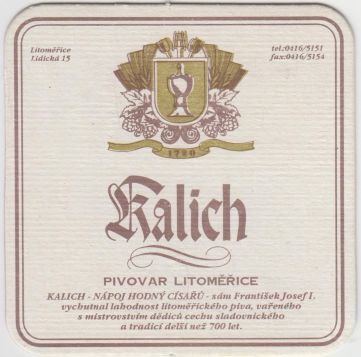 Litoměřice
Lidická 15
tel:0416/5151
fax:0416/5154
1720
Kalich
PIVOVAR LITOMĚŘICE
KALICH - NÁPOJ HODNÝ CÍSAŘŮ - sám František Josef I.
vychutnal lahodnost litoměřického piva, vařeného
s mistrovstvím dědiců cechu sladovnického
a tradicí delší než 700 let.